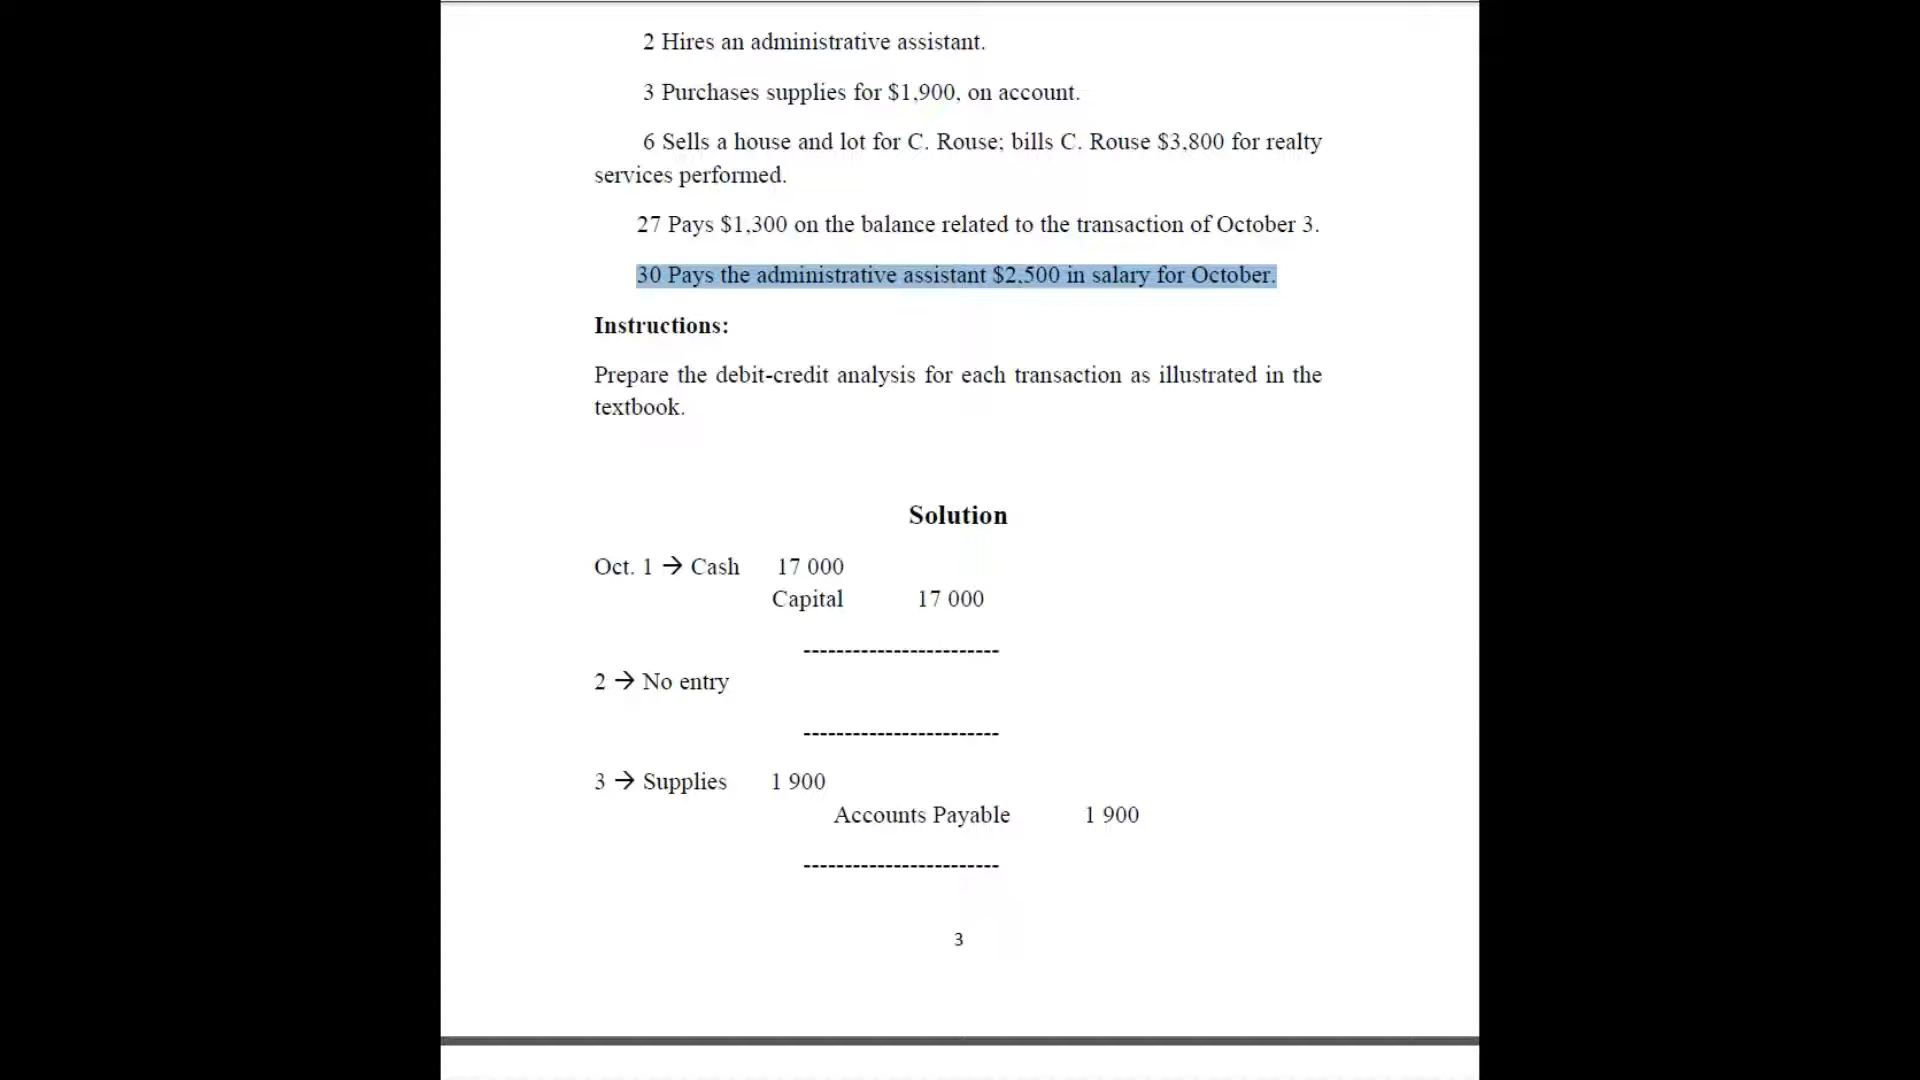 2 Hires an administrative assistant.
3 Purchases supplies for $1,900, on account.
6 Sells a house and lot for C. Rouse; bills C. Rouse $3,800 for realty
services performed.
27 Pays $1,300 on the balance related to the transaction of October 3.
30 Pays the administrative assistant $2,500 in salary for October.
Instructions:
Prepare the debit-credit analysis for each transaction as illustrated in the
textbook.
Solution
Oct. 1 → Cash 17 000
Capital 17 000
------------------------
2 → No entry
------------------------
3 → Supplies 1 900
Accounts Payable 1 900
------------------------
3